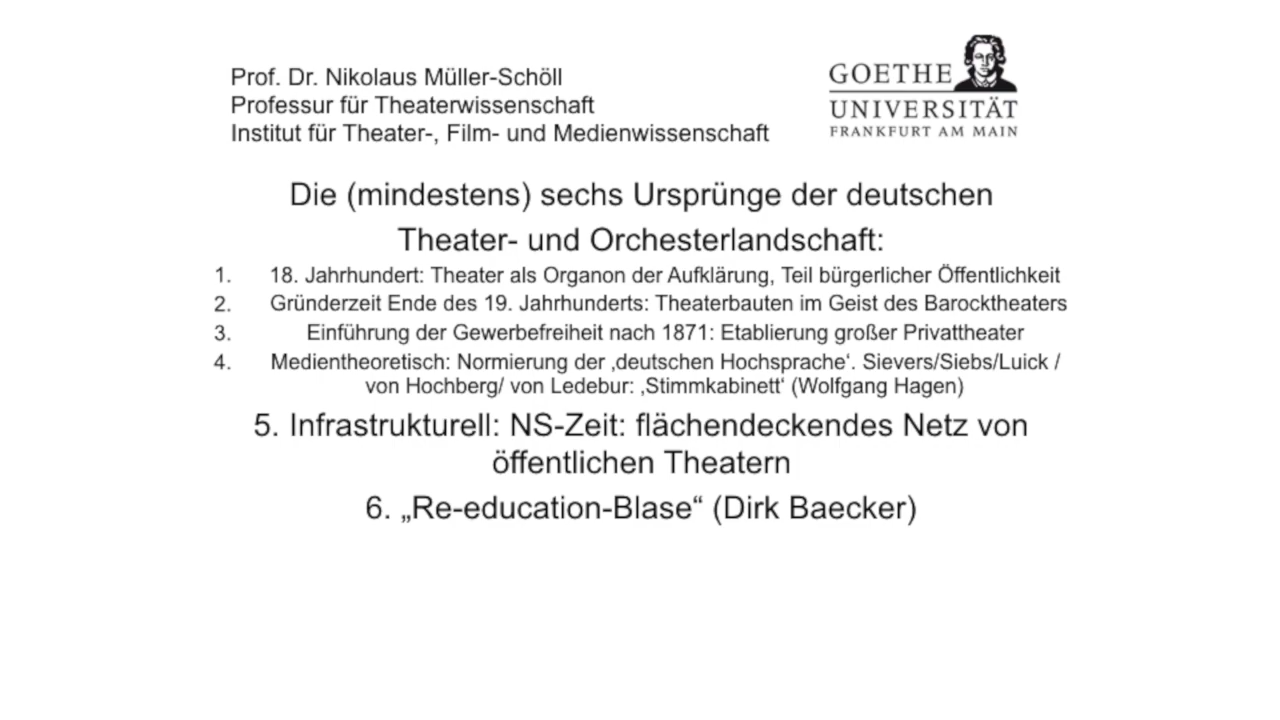 Prof. Dr. Nikolaus Müller-Schöll
Professur für Theaterwissenschaft
Institut für Theater-, Film- und Medienwissenschaft
GOETHE
UNIVERSITÄT
FRANKFURT AM MAIN
Die (mindestens) sechs Ursprünge der deutschen
Theater- und Orchesterlandschaft:
1. 18. Jahrhundert: Theater als Organon der Aufklärung, Teil bürgerlicher Öffentlichkeit
2. Gründerzeit Ende des 19. Jahrhunderts: Theaterbauten im Geist des Barocktheaters
3. Einführung der Gewerbefreiheit nach 1871: Etablierung großer Privattheater
4. Medientheoretisch: Normierung der ‚deutschen Hochsprache‘. Sievers/Siebs/Luick /
von Hochberg/ von Ledebur: ‚Stimmkabinett‘ (Wolfgang Hagen)
5. Infrastrukturell: NS-Zeit: flächendeckendes Netz von
öffentlichen Theatern
6. „Re-education-Blase“ (Dirk Baecker)